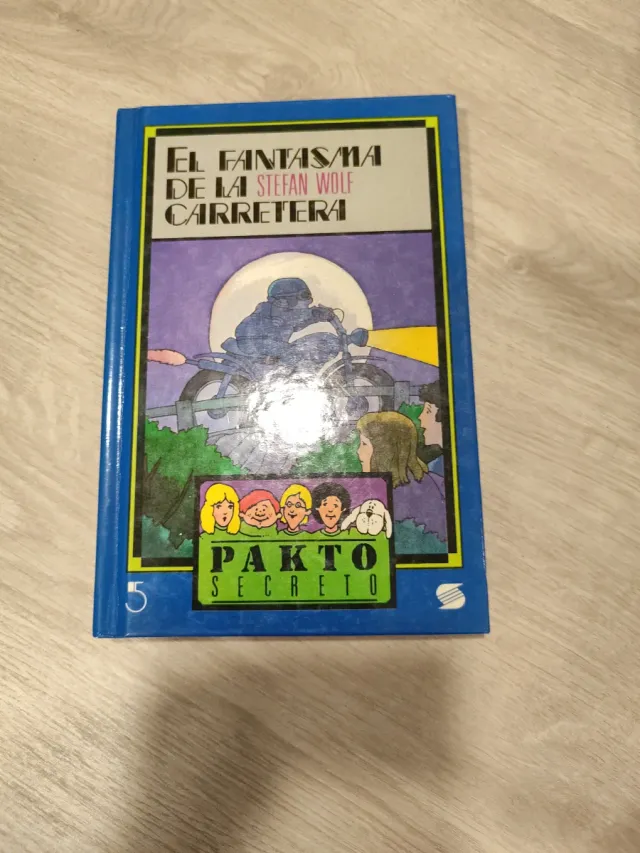 EL FANTASMA
DE LA STEFAN WOLF
CARRETERA
PAKTO
SECRETO
5